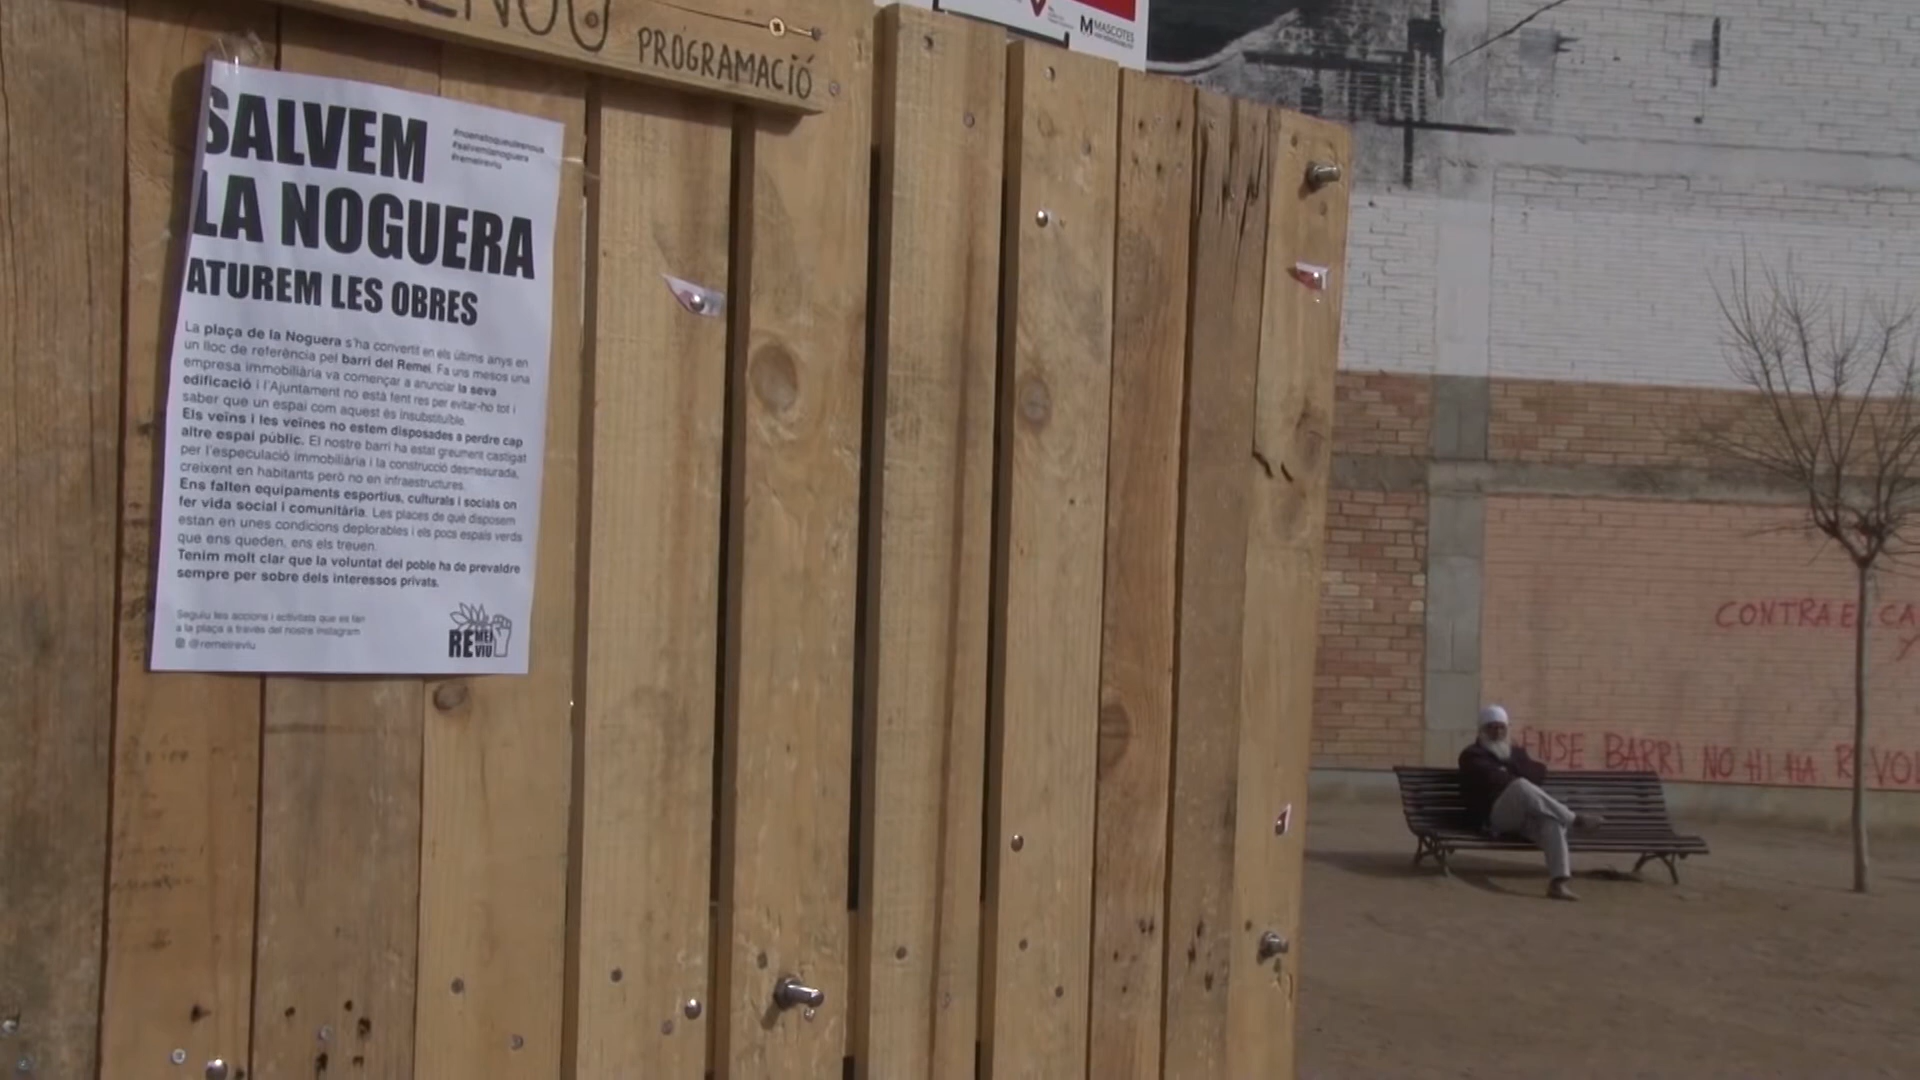 PROGRAMACIÓ
MASCOTES
SALVEM
LA NOGUERA
ATUREM LES OBRES
#noenstoqueulesnous
#salvemlanoguera
#remeireviu
La plaça de la Noguera s'ha convertit en els últims anys en
un lloc de referència pel barri del Remei. Fa uns mesos una
empresa immobiliària va començar a anunciar la seva
edificació i l'Ajuntament no està fent res per evitar-ho tot i
saber que un espai com aquest és insubstituïble.
Els veïns i les veïnes no estem disposades a perdre cap
altre espai públic. El nostre barri ha estat greument castigat
per l'especulació immobiliària i la construcció desmesurada,
creixent en habitants però no en infraestructures.
Ens falten equipaments esportius, culturals i socials on
fer vida social i comunitària. Les places de què disposem
estan en unes condicions deplorables i els pocs espais verds
que ens queden, ens els treuen.
Tenim molt clar que la voluntat del poble ha de prevaldre
sempre per sobre dels interessos privats.
Seguiu les accions i activitats que es fan
a la plaça a través del nostre Instagram
@remeireviu
REMEI
VIU
CONTRA E CA
Y
ENSE BARRI NO HI HA R VOL